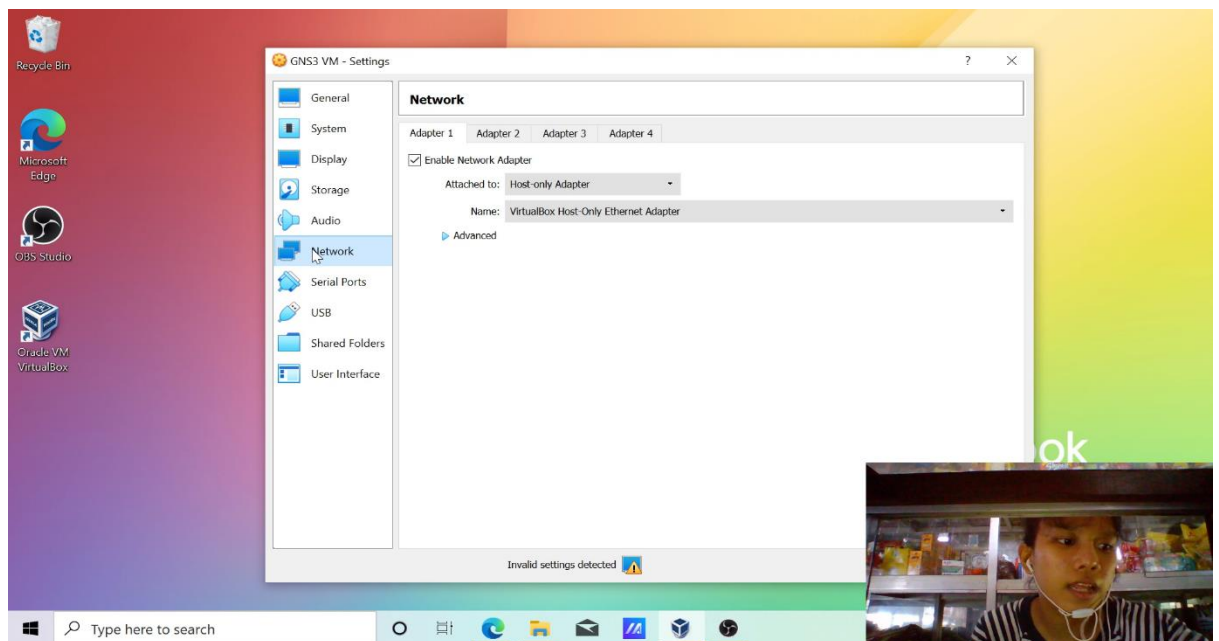 Recycle Bin
Microsoft
Edge
OBS Studio
Oracle VM
VirtualBox
GNS3 VM - Settings
?
General
System
Display
Storage
Audio
Network
Serial Ports
USB
Shared Folders
User Interface
Network
Adapter 1 Adapter 2 Adapter 3 Adapter 4
Enable Network Adapter
Attached to: Host-only Adapter
Name: VirtualBox Host-Only Ethernet Adapter
Advanced
Invalid settings detected
ok
Type here to search